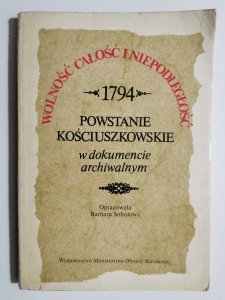 WOLNOŚĆ CAŁOŚĆ I NIEPODLEGŁOŚĆ
1794
POWSTANIE
KOŚCIUSZKOWSKIE
w dokumencie
archiwalnym
Opracowała
Barbara Sobolowa
Wydawnictwo Ministerstwa Obrony Narodowej